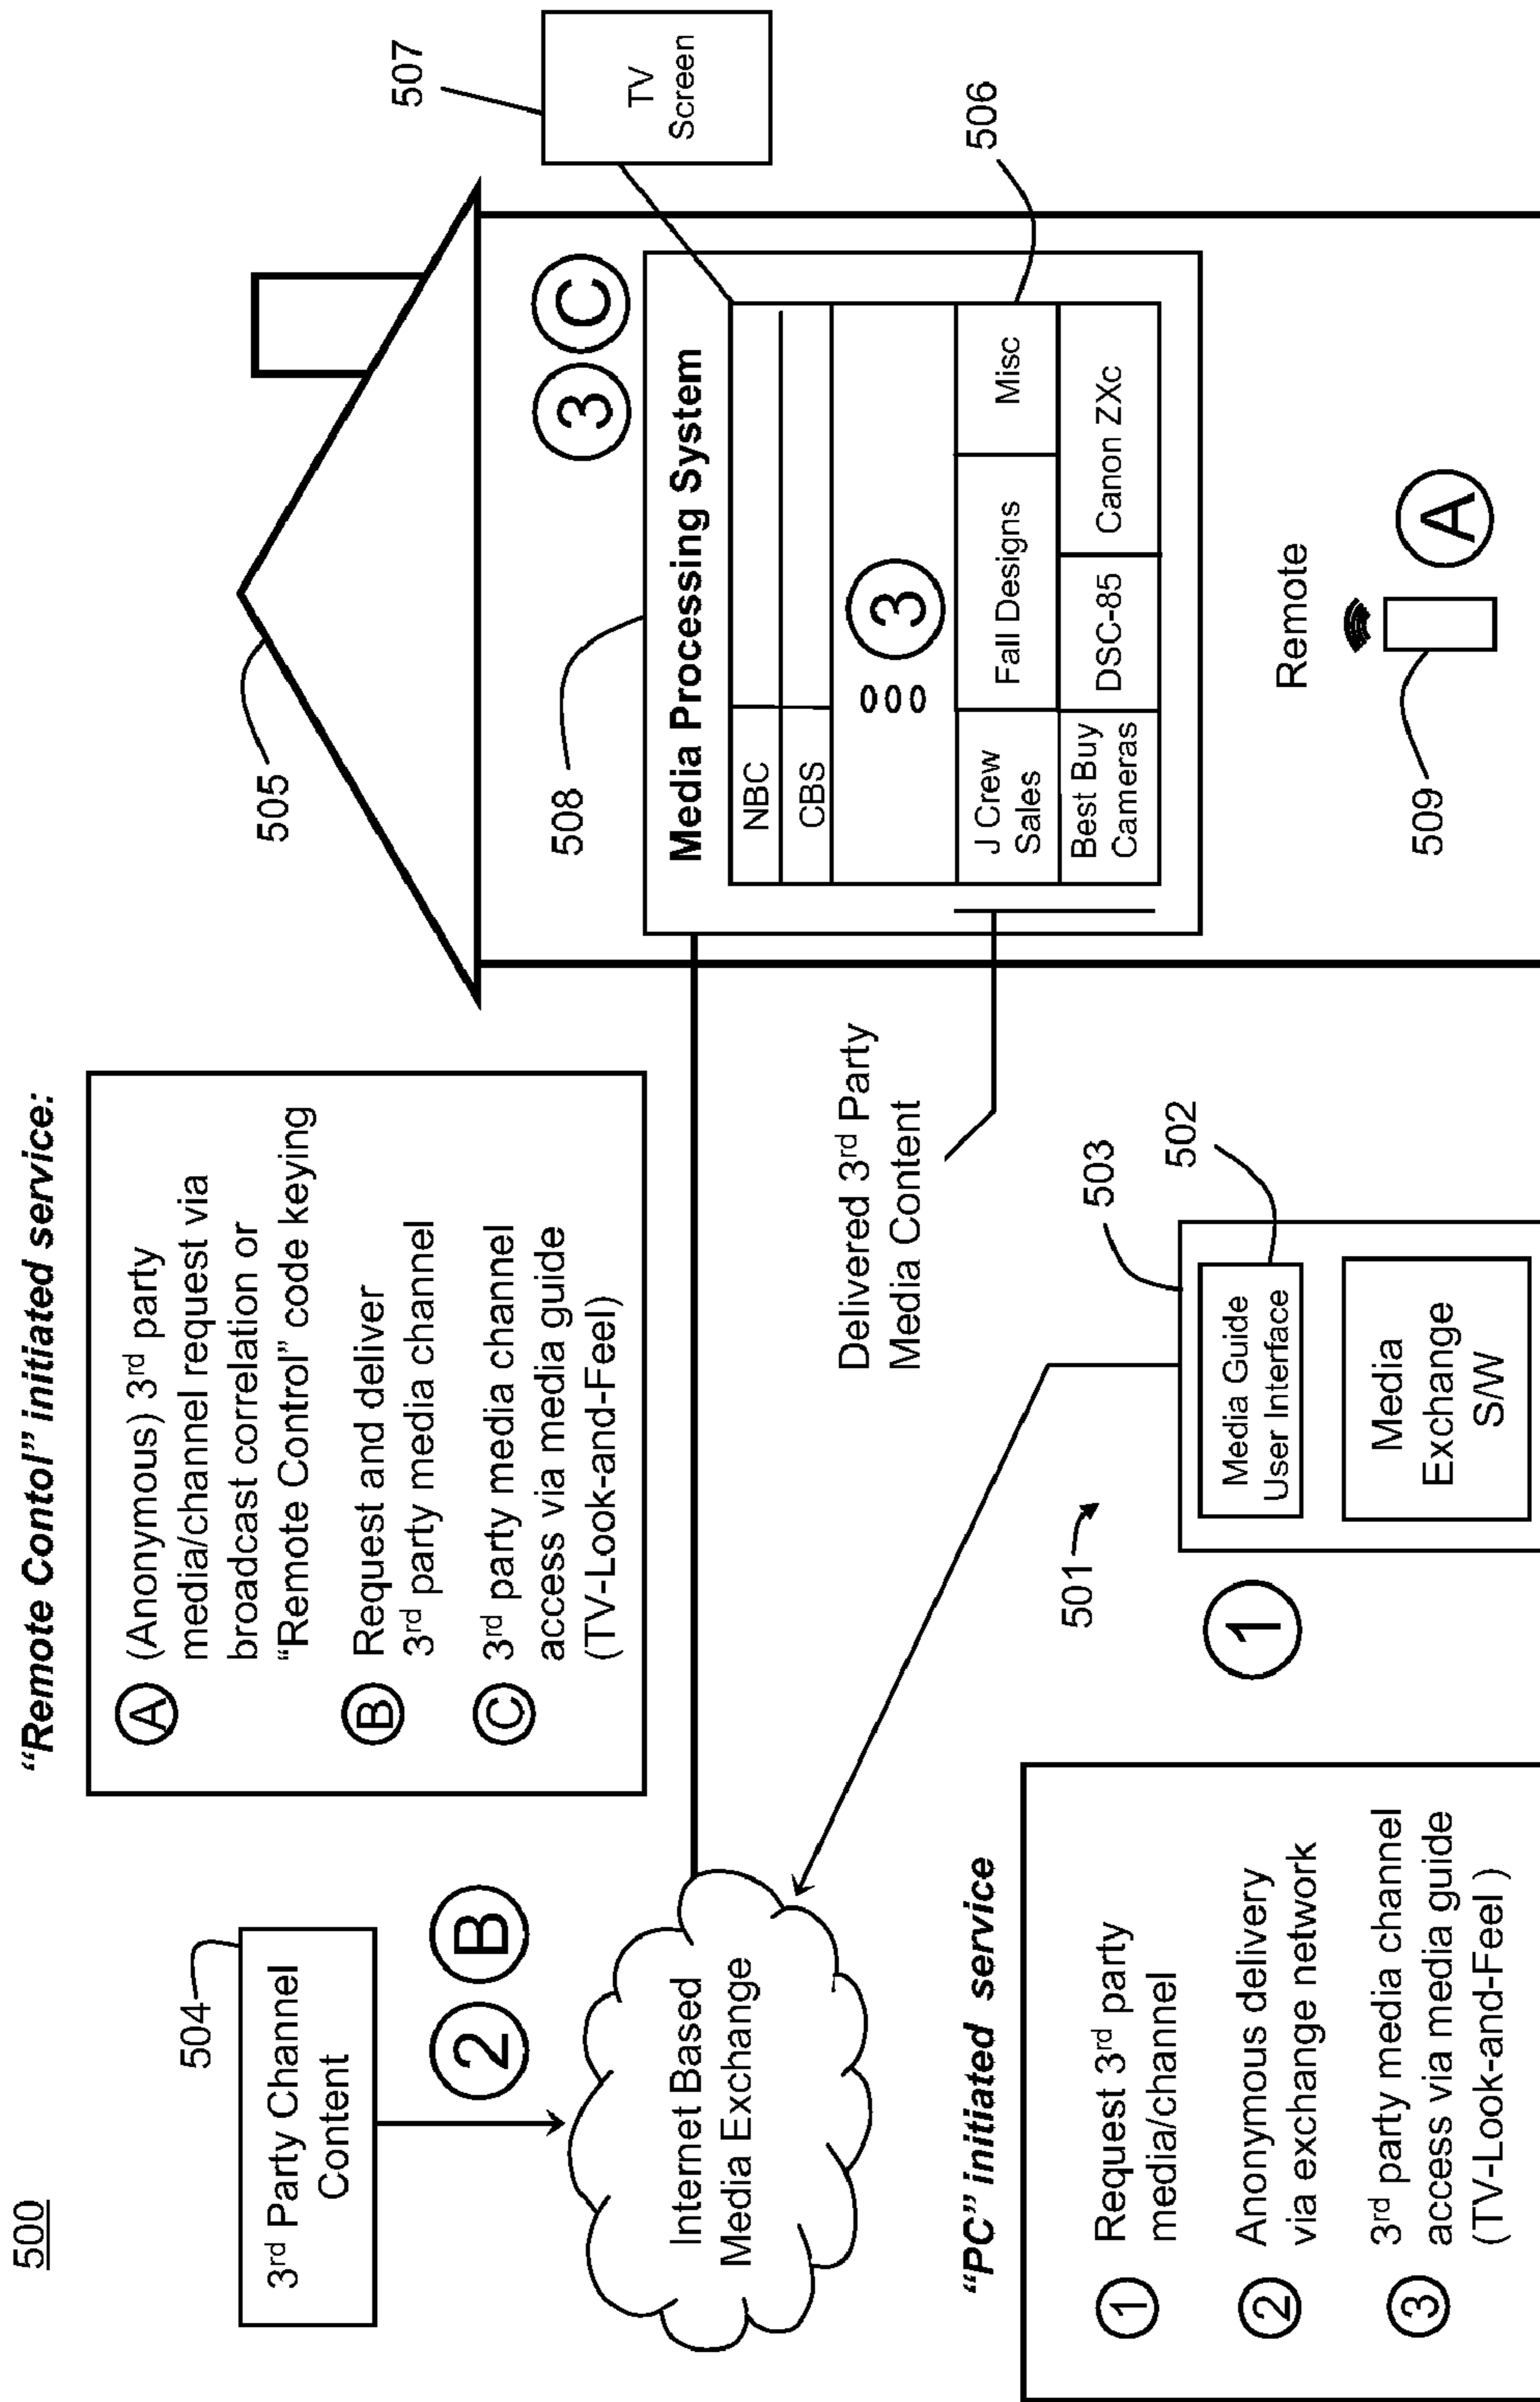 500
"Remote Contol" initiated service:
504
3rd Party Channel
Content
2
B
A
(Anonymous) 3rd party
media/channel request via
broadcast correlation or
"Remote Control" code keying
B
Request and deliver
3rd party media channel
C
3rd party media channel
access via media guide
(TV-Look-and-Feel)
505
507
TV
Screen
3
C
508
Media Processing System
NBC
CBS
3
J Crew
Sales
Fall Designs
Misc
Best Buy
Cameras
DSC-85
Canon ZXc
506
Internet Based
Media Exchange
Delivered 3rd Party
Media Content
Remote
A
509
"PC" initiated service
1
Request 3rd party
media/channel
2
Anonymous delivery
via exchange network
3
3rd party media channel
access via media guide
(TV-Look-and-Feel )
1
501
503
502
Media Guide
User Interface
Media
Exchange
S/W